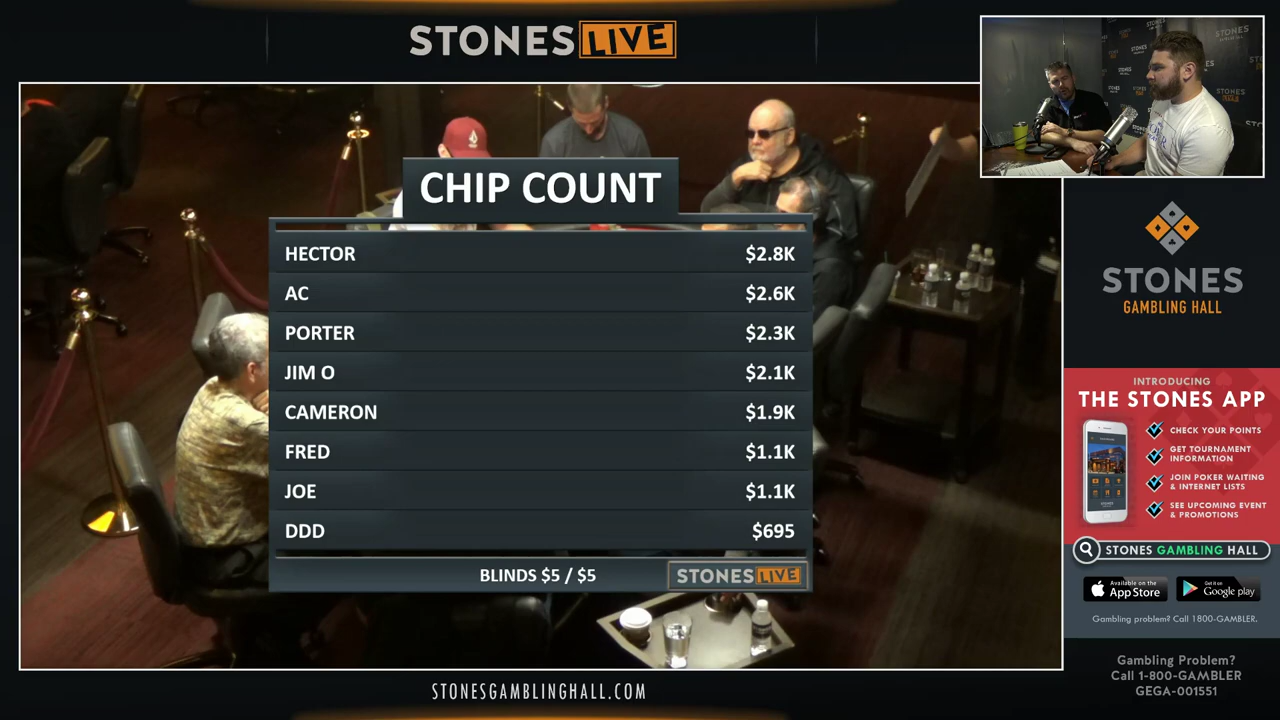 STONES LIVE
CHIP COUNT
HECTOR $2.8K
AC $2.6K
PORTER $2.3K
JIM O $2.1K
CAMERON $1.9K
FRED $1.1K
JOE $1.1K
DDD $695
BLINDS $5 / $5
STONES LIVE
STONESGAMBLINGHALL.COM
STONES
GAMBLING HALL
INTRODUCING
THE STONES APP
CHECK YOUR POINTS
GET TOURNAMENT
INFORMATION
JOIN POKER WAITING
& INTERNET LISTS
SEE UPCOMING EVENT
& PROMOTIONS
STONES GAMBLING HALL
Available on the
App Store
Get it on
Google play
Gambling problem? Call 1800-GAMBLER.
Gambling Problem?
Call 1-800-GAMBLER
GEGA-001551